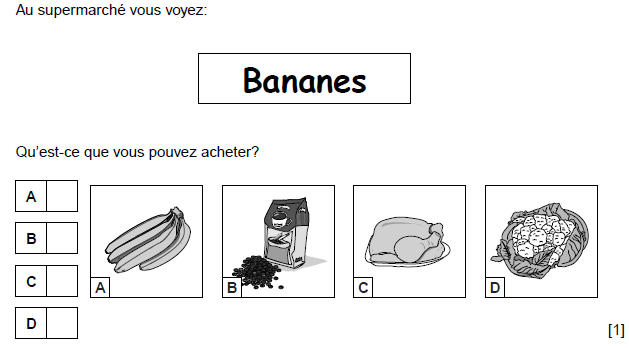 Au supermarché vous voyez:
Bananes
Qu'est-ce que vous pouvez acheter?
A
B
C
D
A
B
C
D
[1]